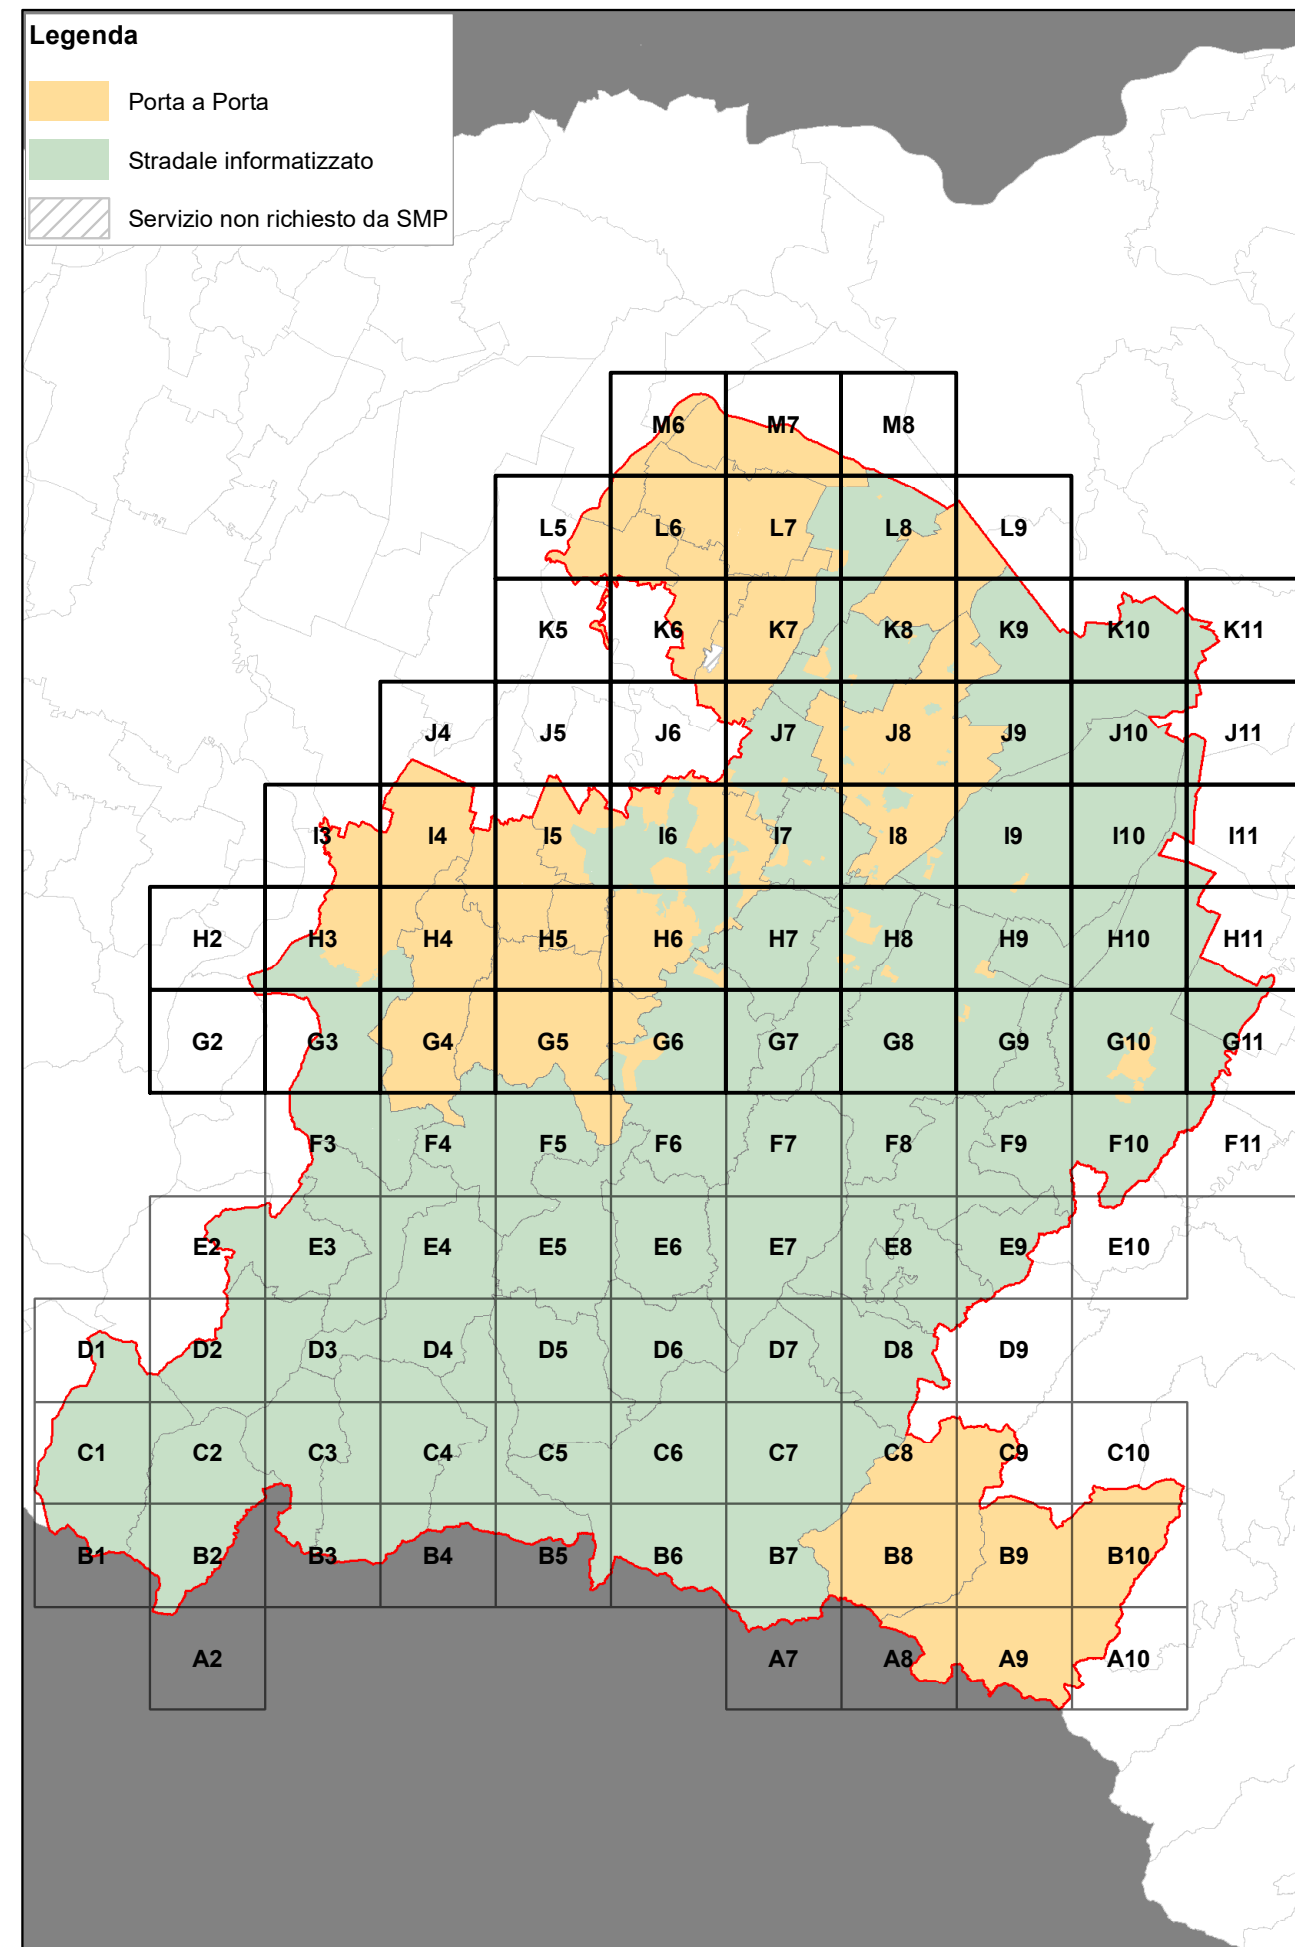 Legenda
Porta a Porta
Stradale informatizzato
Servizio non richiesto da SMP
M6 M7 M8
L5 L6 L7 L8 L9
K5 K6 K7 K8 K9 K10 K11
J4 J5 J6 J7 J8 J9 J10 J11
I3 I4 I5 I6 I7 I8 I9 I10 I11
H2 H3 H4 H5 H6 H7 H8 H9 H10 H11
G2 G3 G4 G5 G6 G7 G8 G9 G10 G11
F3 F4 F5 F6 F7 F8 F9 F10 F11
E2 E3 E4 E5 E6 E7 E8 E9 E10
D1 D2 D3 D4 D5 D6 D7 D8 D9
C1 C2 C3 C4 C5 C6 C7 C8 C9 C10
B1 B2 B3 B4 B5 B6 B7 B8 B9 B10
A2 A7 A8 A9 A10